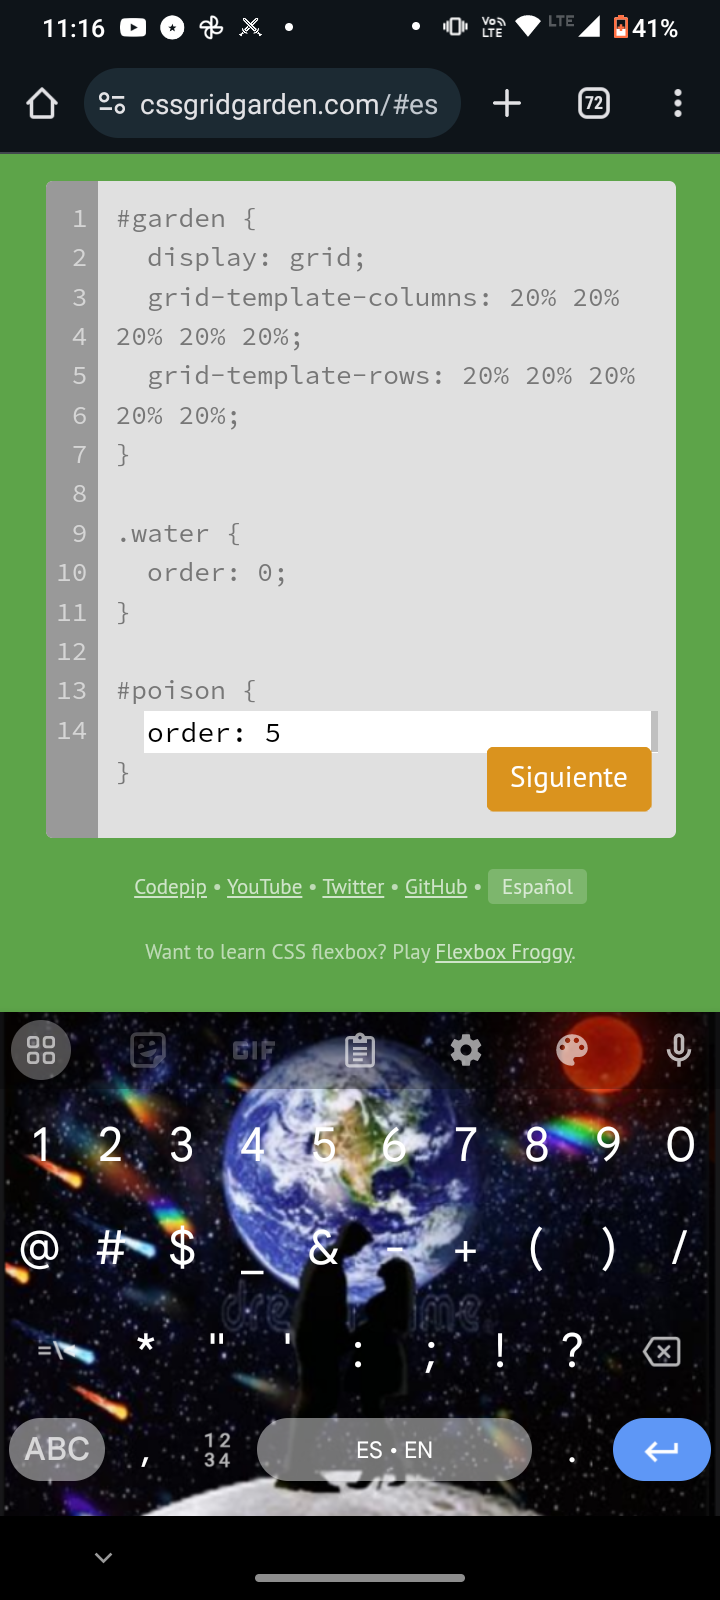 11:16
Vo))
LTE
LTE
41%
cssgridgarden.com/#es
72
1 #garden {
2 display: grid;
3 grid-template-columns: 20% 20%
4 20% 20% 20%;
5 grid-template-rows: 20% 20% 20%
6 20% 20%;
7 }
8
9 .water {
10 order: 0;
11 }
12
13 #poison {
14 order: 5
}
Siguiente
Codepip • YouTube • Twitter • GitHub • Español
Want to learn CSS flexbox? Play Flexbox Froggy.
GIF
1 2 3 4 5 6 7 8 9 0
@ # $ _ & - + ( ) /
=\< * " ' : ; ! ?
ABC , 12 34 ES • EN .